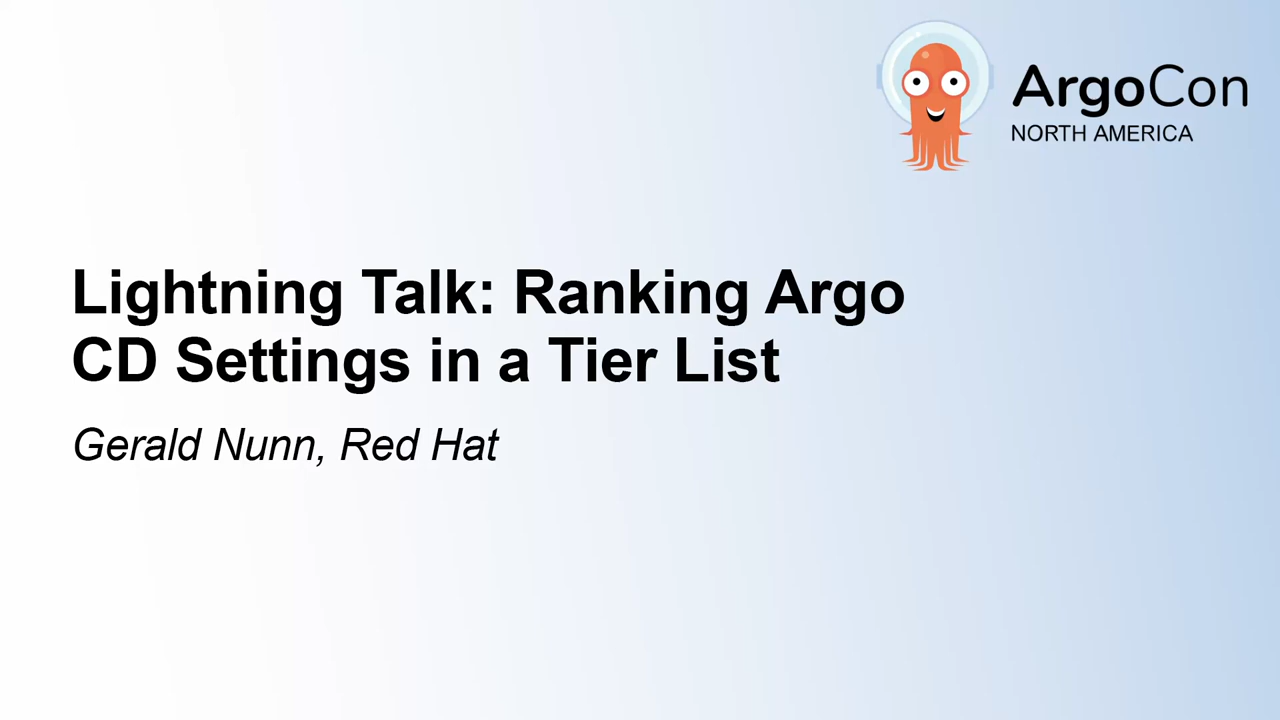 ArgoCon
NORTH AMERICA
Lightning Talk: Ranking Argo
CD Settings in a Tier List
Gerald Nunn, Red Hat